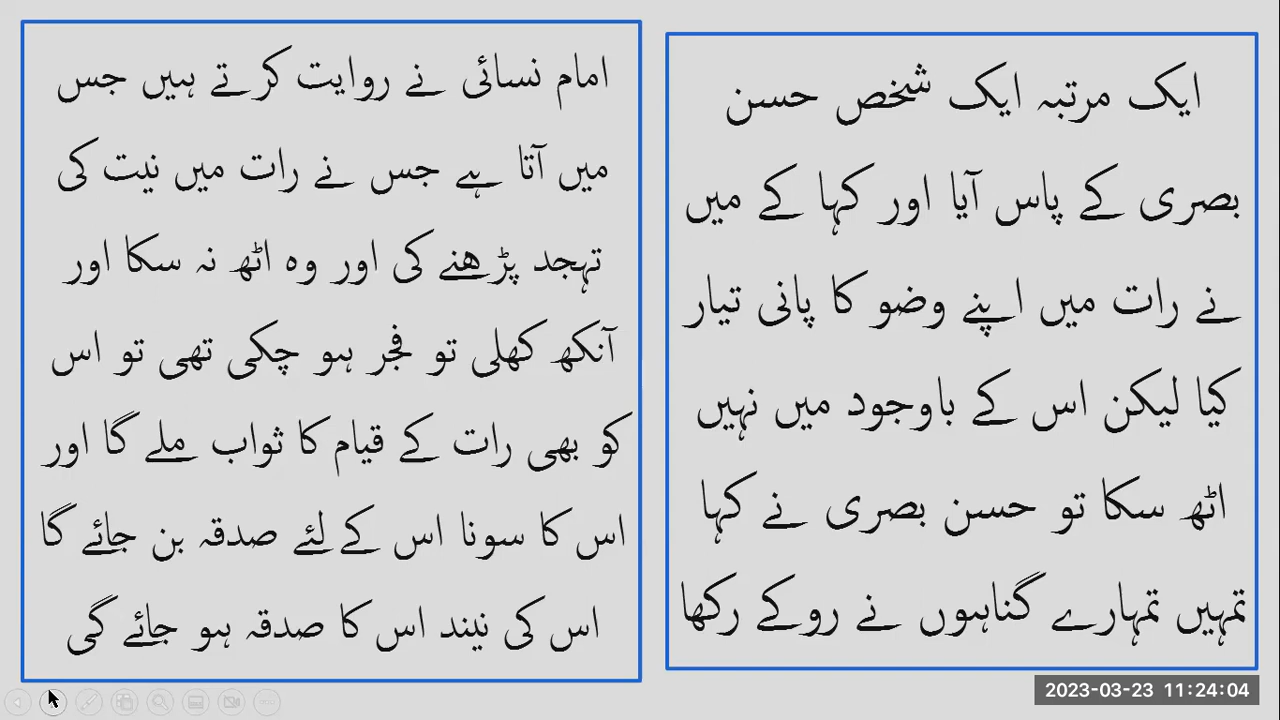 ایک مرتبہ ایک شخص حسن
بصری کے پاس آیا اور کہا کے میں
نے رات میں اپنے وضو کا پانی تیار
کیا لیکن اس کے باوجود میں نہیں
اٹھ سکا تو حسن بصری نے کہا
تمہیں تمہارے گناہوں نے روکے رکھا
امام نسائی نے روایت کرتے ہیں جس
میں آتا ہے جس نے رات میں نیت کی
تہجد پڑھنے کی اور وہ اٹھ نہ سکا اور
آنکھ کھلی تو فجر ہو چکی تھی تو اس
کو بھی رات کے قیام کا ثواب ملے گا اور
اس کا سونا اس کے لئے صدقہ بن جائے گا
اس کی نیند اس کا صدقہ ہو جائے گی
2023-03-23 11:24:04